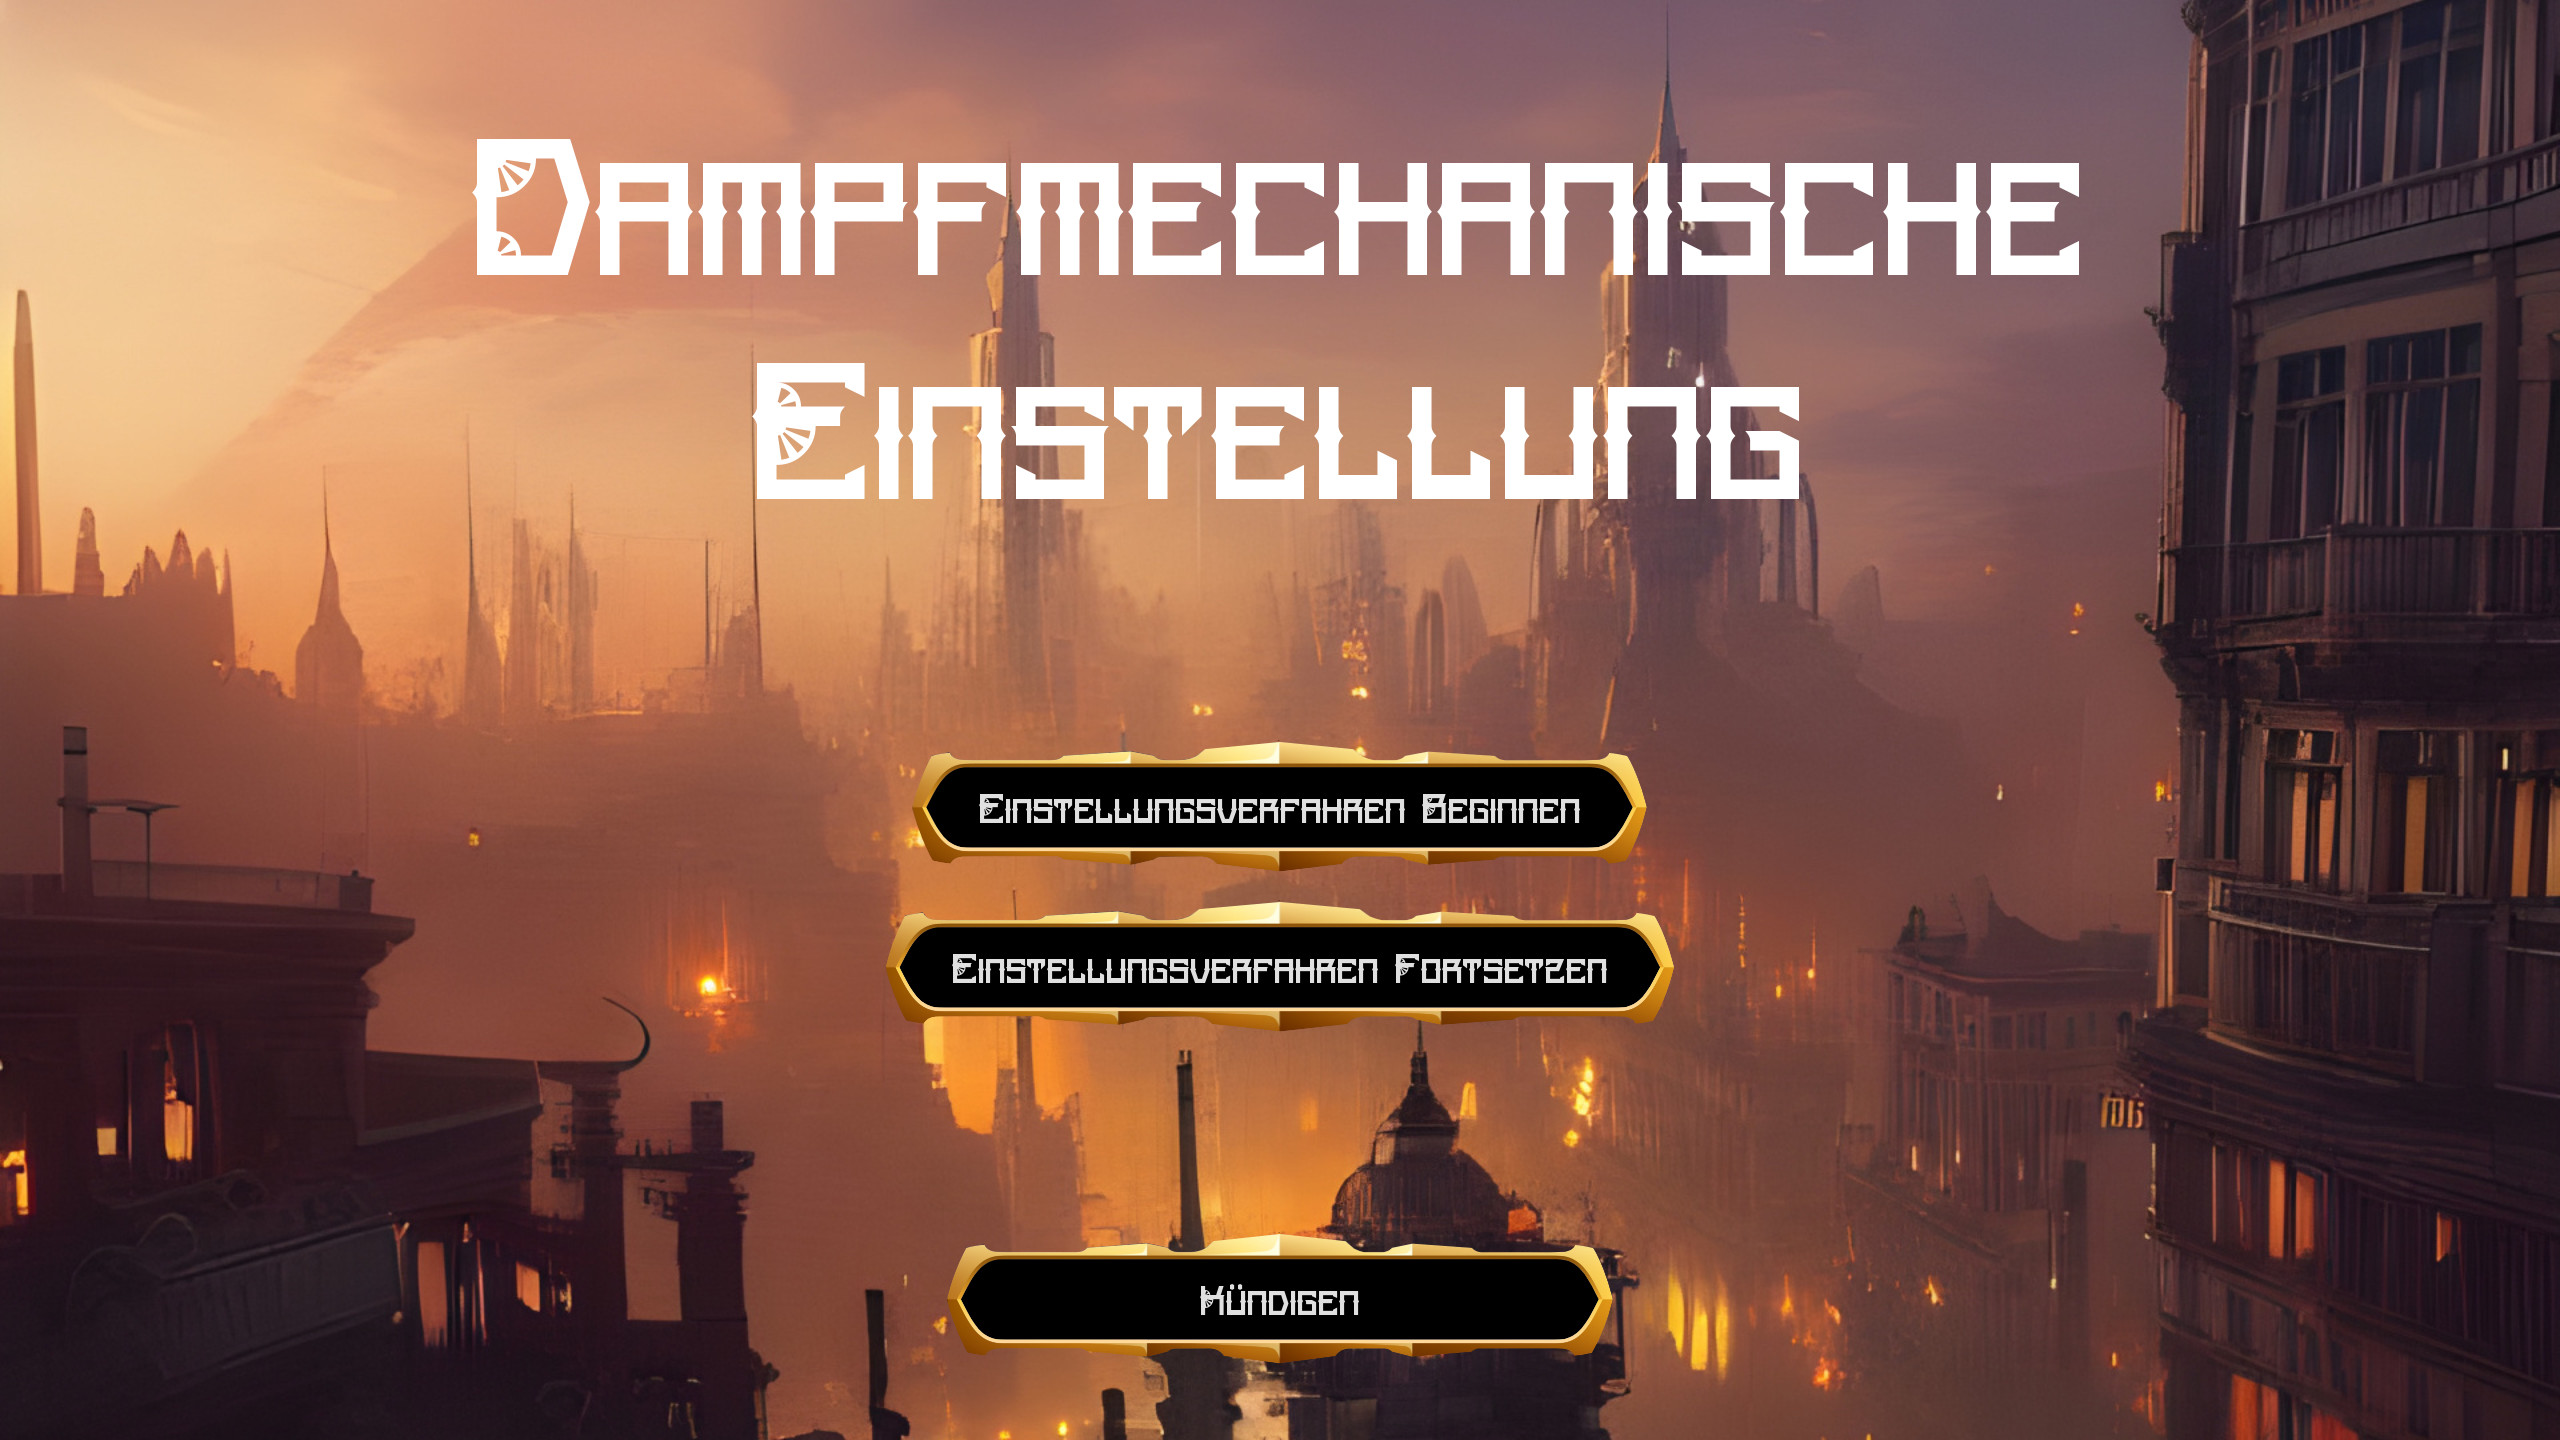 Dampfmechanische
Einstellung
Einstellungsverfahren Beginnen
Einstellungsverfahren Fortsetzen
Kündigen